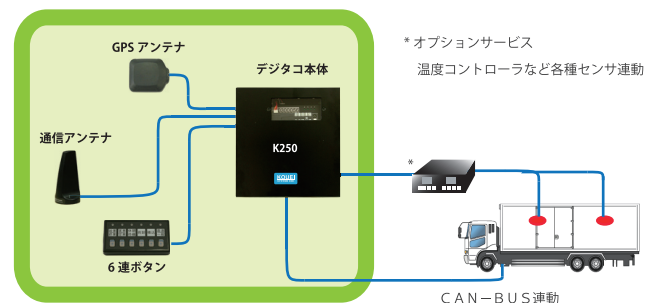 GPS アンテナ
デジタコ本体
* オプションサービス
温度コントローラなど各種センサ連動
通信アンテナ
K250
*
6 連ボタン
ＣＡＮ－ＢＵＳ連動